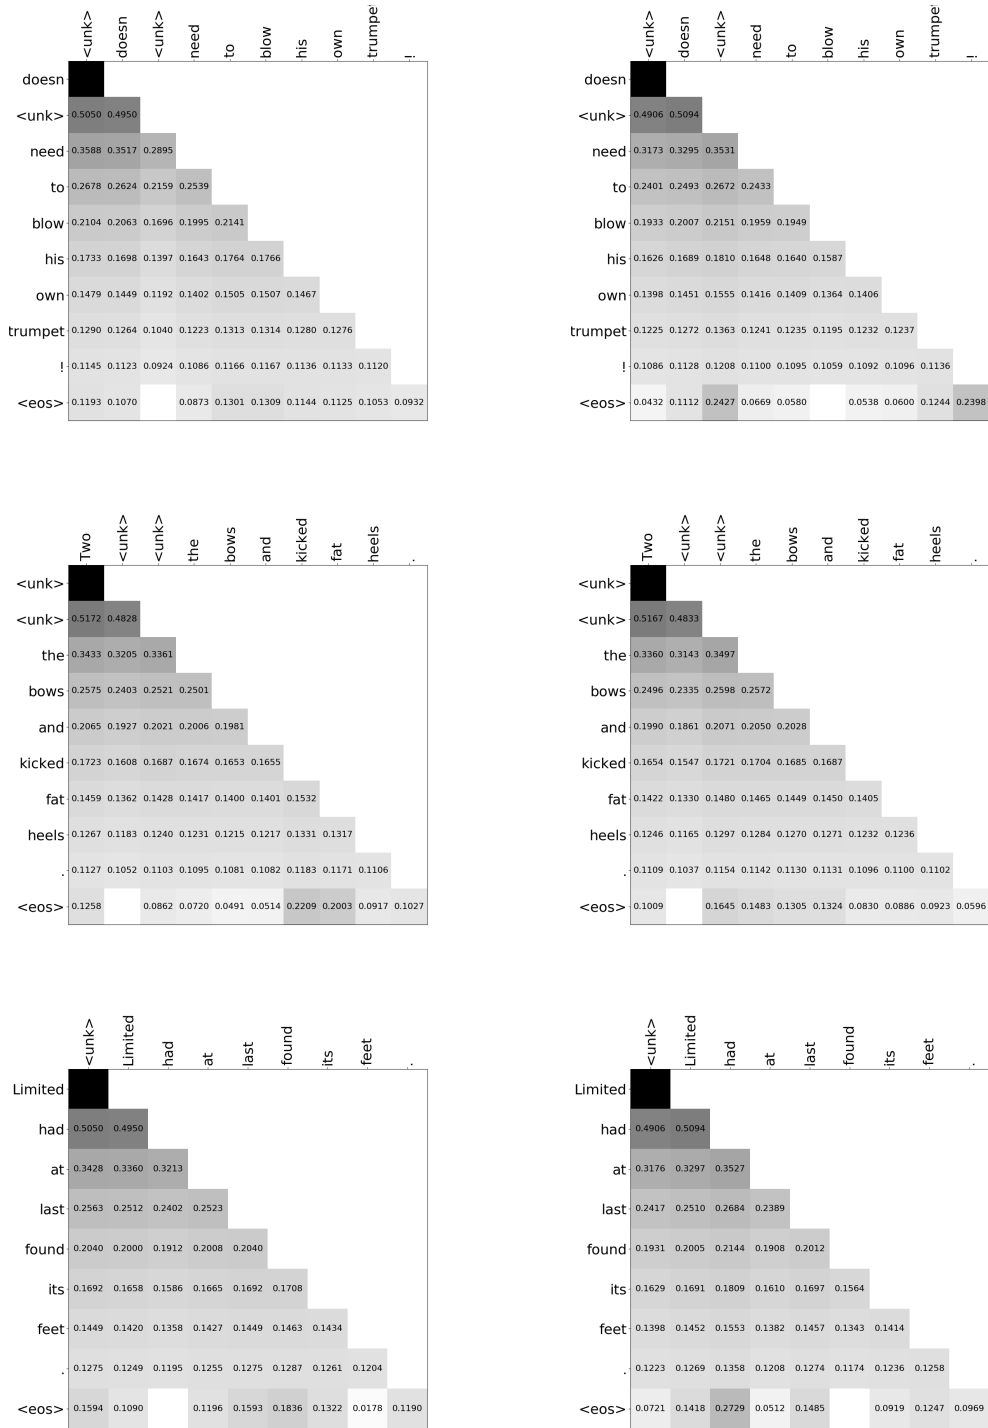 <unk> doesn <unk> need to blow his own trumpet !
doesn
<unk> 0.5050 0.4950
need 0.3588 0.3517 0.2895
to 0.2678 0.2624 0.2159 0.2539
blow 0.2104 0.2063 0.1696 0.1995 0.2141
his 0.1733 0.1698 0.1397 0.1643 0.1764 0.1766
own 0.1479 0.1449 0.1192 0.1402 0.1505 0.1507 0.1467
trumpet 0.1290 0.1264 0.1040 0.1223 0.1313 0.1314 0.1280 0.1276
! 0.1145 0.1123 0.0924 0.1086 0.1166 0.1167 0.1136 0.1133 0.1120
<eos> 0.1193 0.1070 0.0873 0.1301 0.1309 0.1144 0.1125 0.1053 0.0932
<unk> doesn <unk> need to blow his own trumpe !
doesn
<unk> 0.4906 0.5094
need 0.3173 0.3295 0.3531
to 0.2401 0.2493 0.2672 0.2433
blow 0.1933 0.2007 0.2151 0.1959 0.1949
his 0.1626 0.1689 0.1810 0.1648 0.1640 0.1587
own 0.1398 0.1451 0.1555 0.1416 0.1409 0.1364 0.1406
trumpet 0.1225 0.1272 0.1363 0.1241 0.1235 0.1195 0.1232 0.1237
! 0.1086 0.1128 0.1208 0.1100 0.1095 0.1059 0.1092 0.1096 0.1136
<eos> 0.0432 0.1112 0.2427 0.0669 0.0580 0.0538 0.0600 0.1244 0.2398
Two <unk> <unk> the bows and kicked fat heels .
<unk>
<unk> 0.5172 0.4828
the 0.3433 0.3205 0.3361
bows 0.2575 0.2403 0.2521 0.2501
and 0.2065 0.1927 0.2021 0.2006 0.1981
kicked 0.1723 0.1608 0.1687 0.1674 0.1653 0.1655
fat 0.1459 0.1362 0.1428 0.1417 0.1400 0.1401 0.1532
heels 0.1267 0.1183 0.1240 0.1231 0.1215 0.1217 0.1331 0.1317
. 0.1127 0.1052 0.1103 0.1095 0.1081 0.1082 0.1183 0.1171 0.1106
<eos> 0.1258 0.0862 0.0720 0.0491 0.0514 0.2209 0.2003 0.0917 0.1027
Two <unk> <unk> the bows and kicked fat heels .
<unk>
<unk> 0.5167 0.4833
the 0.3360 0.3143 0.3497
bows 0.2496 0.2335 0.2598 0.2572
and 0.1990 0.1861 0.2071 0.2050 0.2028
kicked 0.1654 0.1547 0.1721 0.1704 0.1685 0.1687
fat 0.1422 0.1330 0.1480 0.1465 0.1449 0.1450 0.1405
heels 0.1246 0.1165 0.1297 0.1284 0.1270 0.1271 0.1232 0.1236
. 0.1109 0.1037 0.1154 0.1142 0.1130 0.1131 0.1096 0.1100 0.1102
<eos> 0.1009 0.1645 0.1483 0.1305 0.1324 0.0830 0.0886 0.0923 0.0596
<unk> Limited had at last found its feet .
Limited
had 0.5050 0.4950
at 0.3428 0.3360 0.3213
last 0.2563 0.2512 0.2402 0.2523
found 0.2040 0.2000 0.1912 0.2008 0.2040
its 0.1692 0.1658 0.1586 0.1665 0.1692 0.1708
feet 0.1449 0.1420 0.1358 0.1427 0.1449 0.1463 0.1434
. 0.1275 0.1249 0.1195 0.1255 0.1275 0.1287 0.1261 0.1204
<eos> 0.1594 0.1090 0.1196 0.1593 0.1836 0.1322 0.0178 0.1190
<unk> Limited had at last found its feet .
Limited
had 0.4906 0.5094
at 0.3176 0.3297 0.3527
last 0.2417 0.2510 0.2684 0.2389
found 0.1931 0.2005 0.2144 0.1908 0.2012
its 0.1629 0.1691 0.1809 0.1610 0.1697 0.1564
feet 0.1398 0.1452 0.1553 0.1382 0.1457 0.1343 0.1414
. 0.1223 0.1269 0.1358 0.1208 0.1274 0.1174 0.1236 0.1258
<eos> 0.0721 0.1418 0.2729 0.0512 0.1485 0.0919 0.1247 0.0969